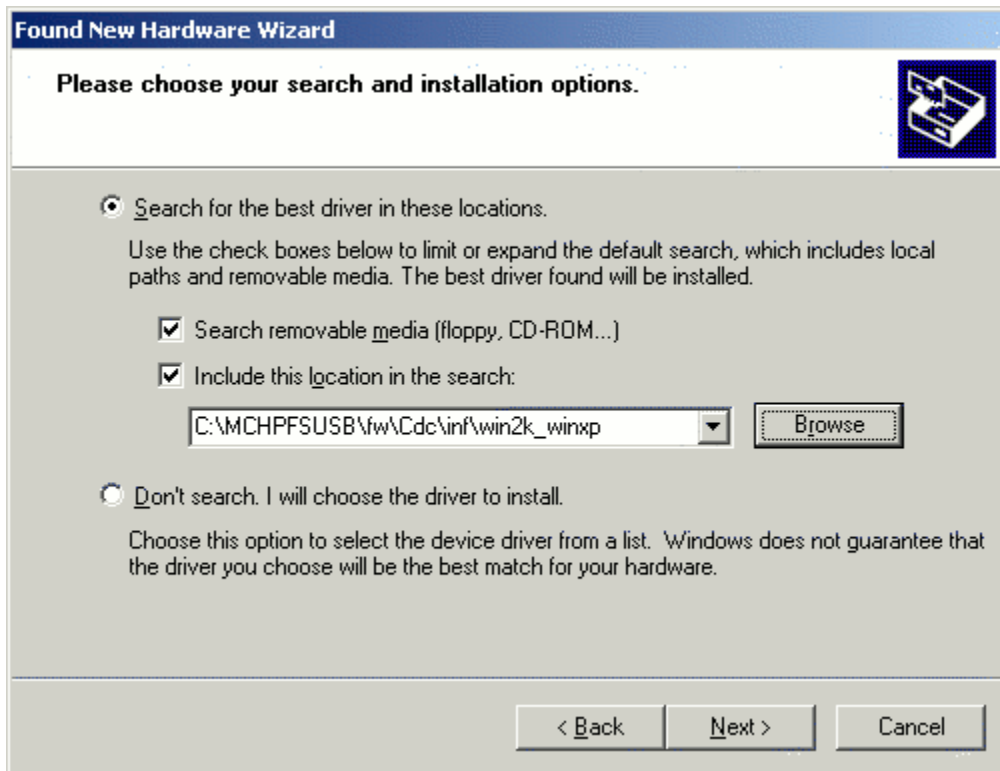 Found New Hardware Wizard
Please choose your search and installation options.
Search for the best driver in these locations.
Use the check boxes below to limit or expand the default search, which includes local
paths and removable media. The best driver found will be installed.
Search removable media (floppy, CD-ROM...)
Include this location in the search:
C:\MCHPFSUSB\fw\Cdc\inf\win2k_winxp
Browse
Don't search. I will choose the driver to install.
Choose this option to select the device driver from a list.  Windows does not guarantee that
the driver you choose will be the best match for your hardware.
< Back Next > Cancel